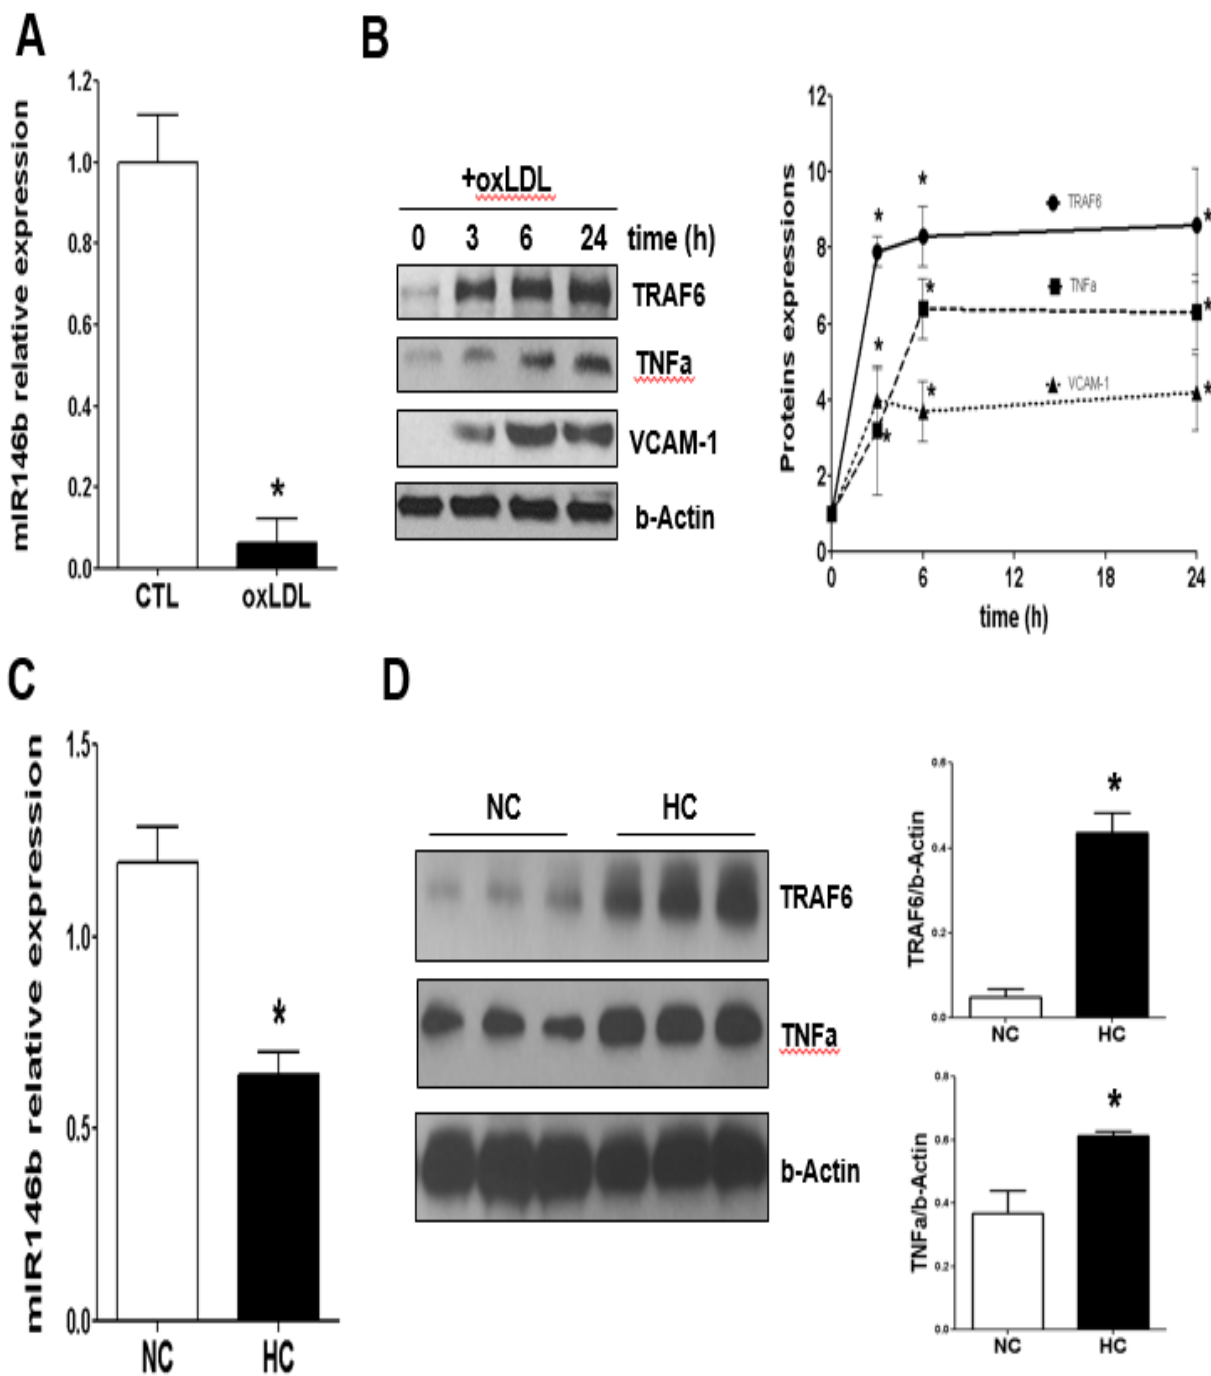 A
mIR146b relative expression
1.2
1.0
0.8
0.6
0.4
0.2
0.0
*
CTL
oxLDL
B
+oxLDL
0 3 6 24 time (h)
TRAF6
TNFa
VCAM-1
b-Actin
Proteins expressions
12
10
8
6
4
2
0
* * *
* * *
* * *
TRAF6
TNFa
VCAM-1
0 6 12 18 24
time (h)
C
mIR146b relative expression
1.5
1.0
0.5
0.0
*
NC
HC
D
NC HC
TRAF6
TNFa
b-Actin
TRAF6/b-Actin
0.6
0.4
0.2
0.0
*
NC
HC
TNFa/b-Actin
0.8
0.6
0.4
0.2
0.0
*
NC
HC